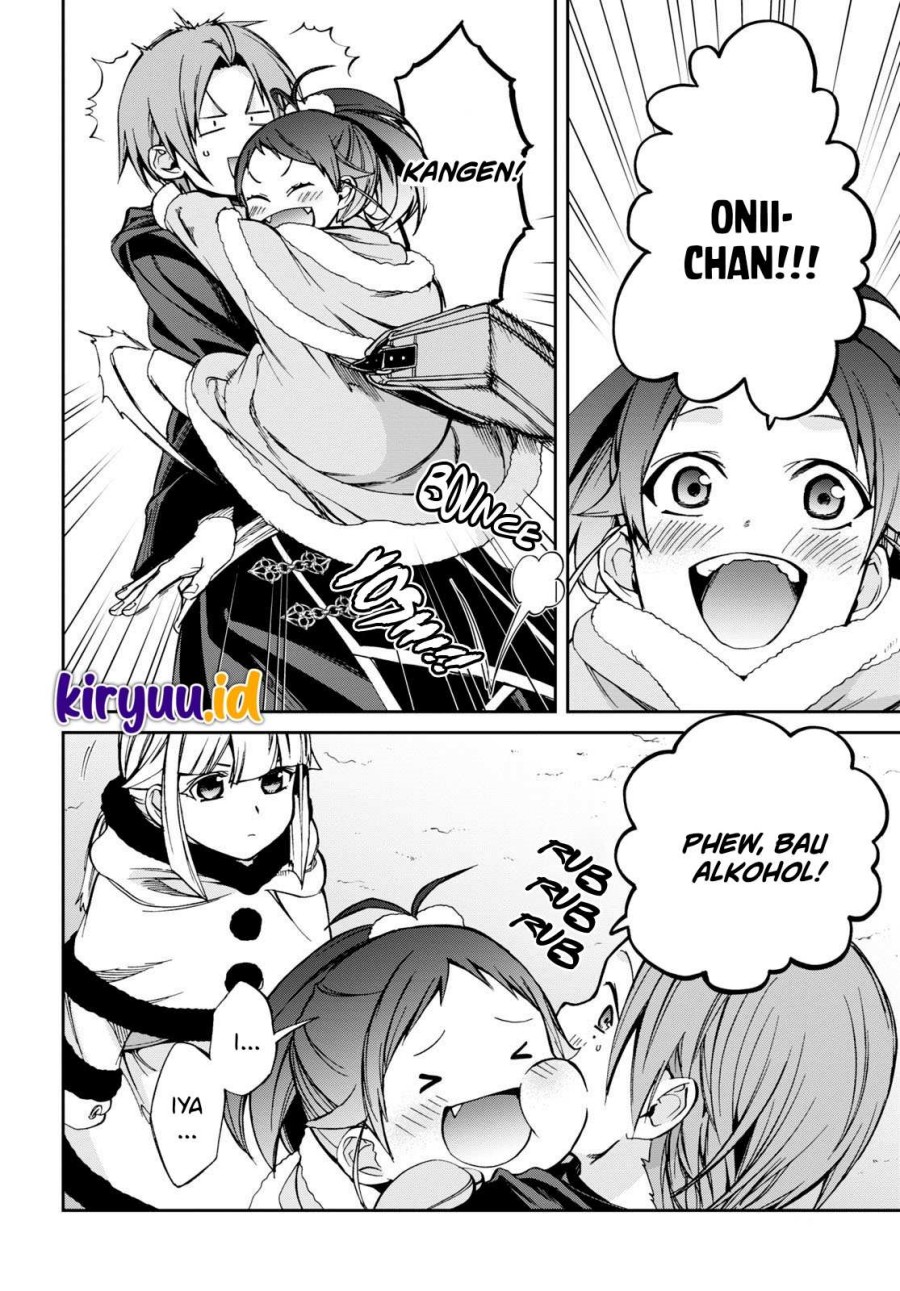 ONII-
CHAN!!!
KANGEN!
BOUNCE
kiryuu.id
PHEW, BAU
ALKOHOL!
RUB
RUB
RUB
I...
IYA
...